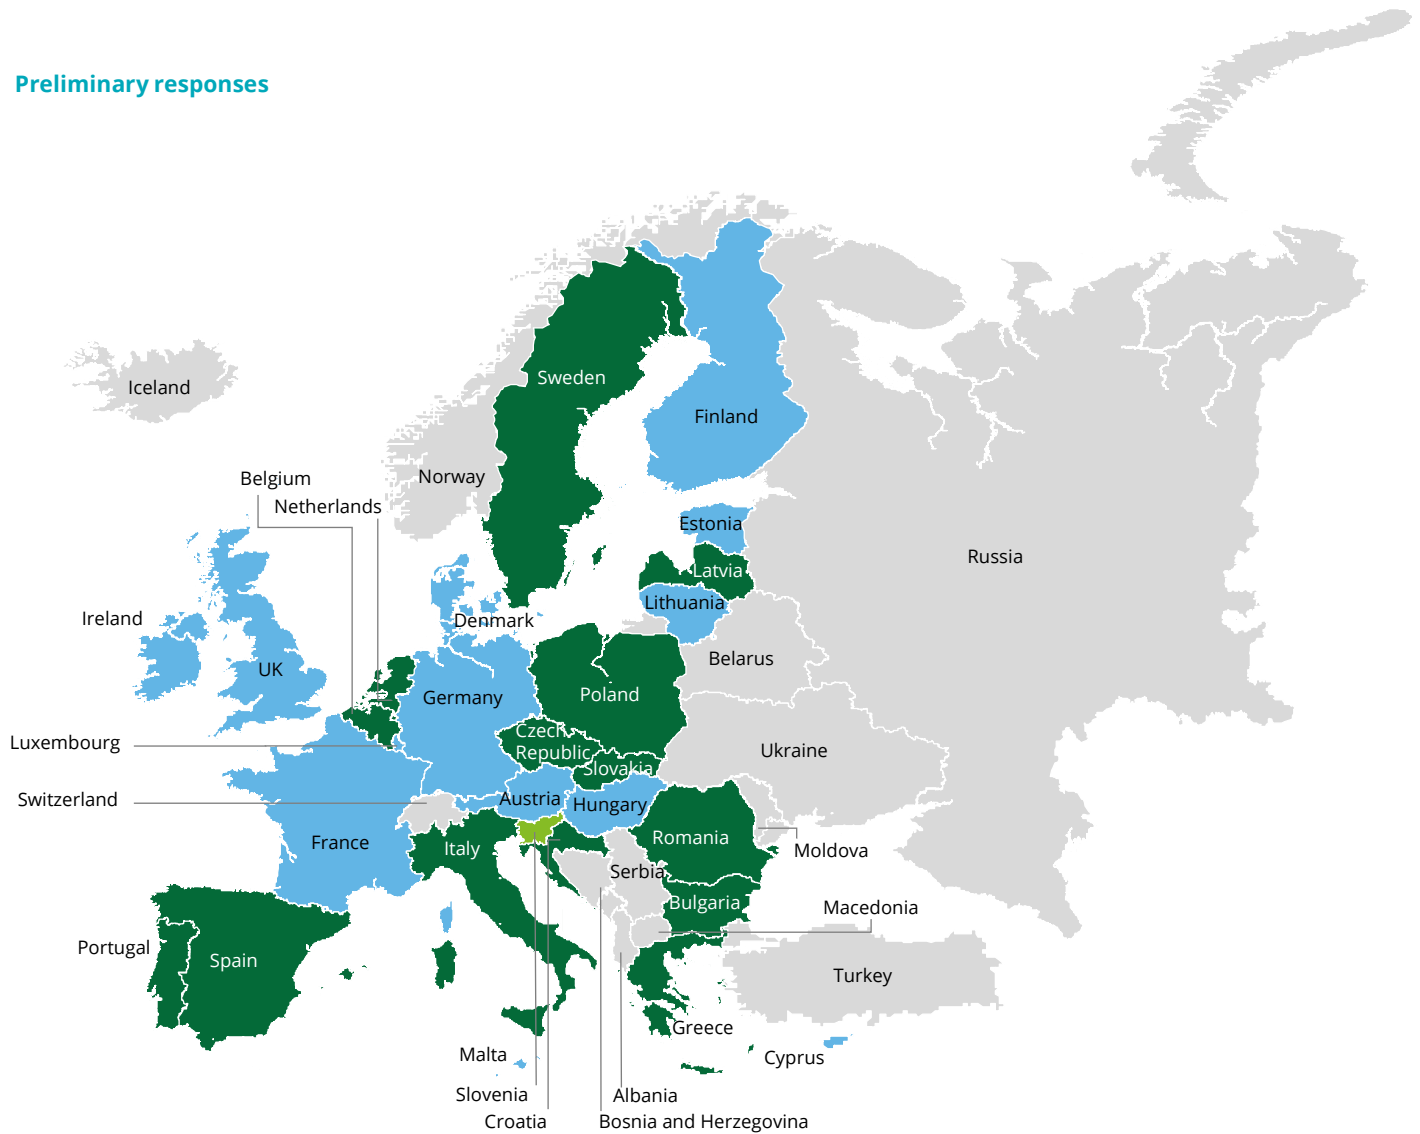 Preliminary responses
Iceland
Sweden
Finland
Norway
Belgium
Netherlands
Estonia
Russia
Latvia
Lithuania
Ireland
Denmark
Belarus
UK
Germany
Poland
Czech
Republic
Luxembourg
Ukraine
Slovakia
Switzerland
Austria
Hungary
France
Italy
Romania
Moldova
Serbia
Bulgaria
Macedonia
Portugal
Spain
Turkey
Greece
Malta
Cyprus
Slovenia
Albania
Croatia
Bosnia and Herzegovina